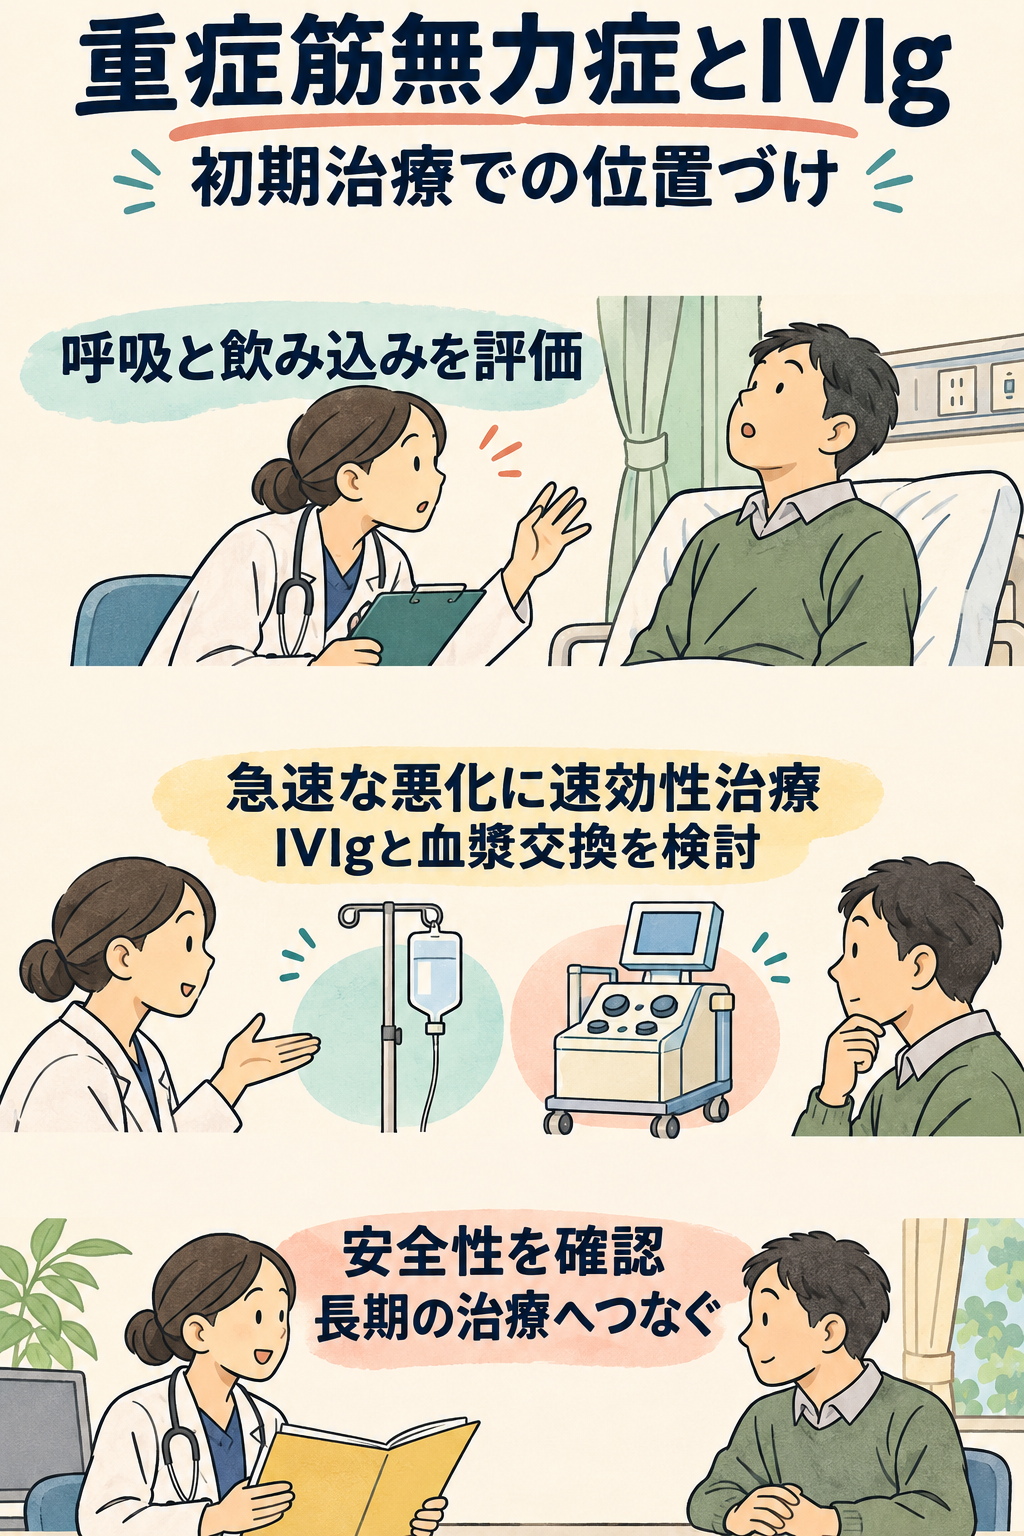 重症筋無力症とIVIg
初期治療での位置づけ
呼吸と飲み込みを評価
急速な悪化に速効性治療
IVIgと血漿交換を検討
安全性を確認
長期の治療へつなぐ